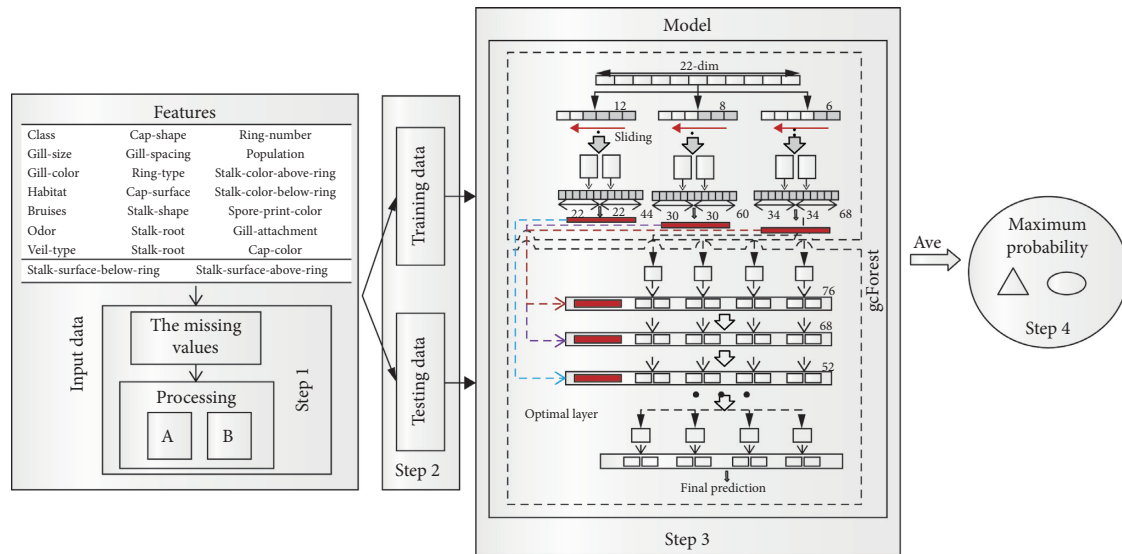 Features
Class Cap-shape Ring-number
Gill-size Gill-spacing Population
Gill-color Ring-type Stalk-color-above-ring
Habitat Cap-surface Stalk-color-below-ring
Bruises Stalk-shape Spore-print-color
Odor Stalk-root Gill-attachment
Veil-type Stalk-root Cap-color
Stalk-surface-below-ring Stalk-surface-above-ring
Input data
The missing
values
Processing
A B
Step 1
Training data
Testing data
Step 2
Model
22-dim
12 8 6
Sliding
22 22 44 30 30 60 34 34 68
gcForest
76
68
52
Optimal layer
Final prediction
Step 3
Ave
Maximum
probability
Step 4